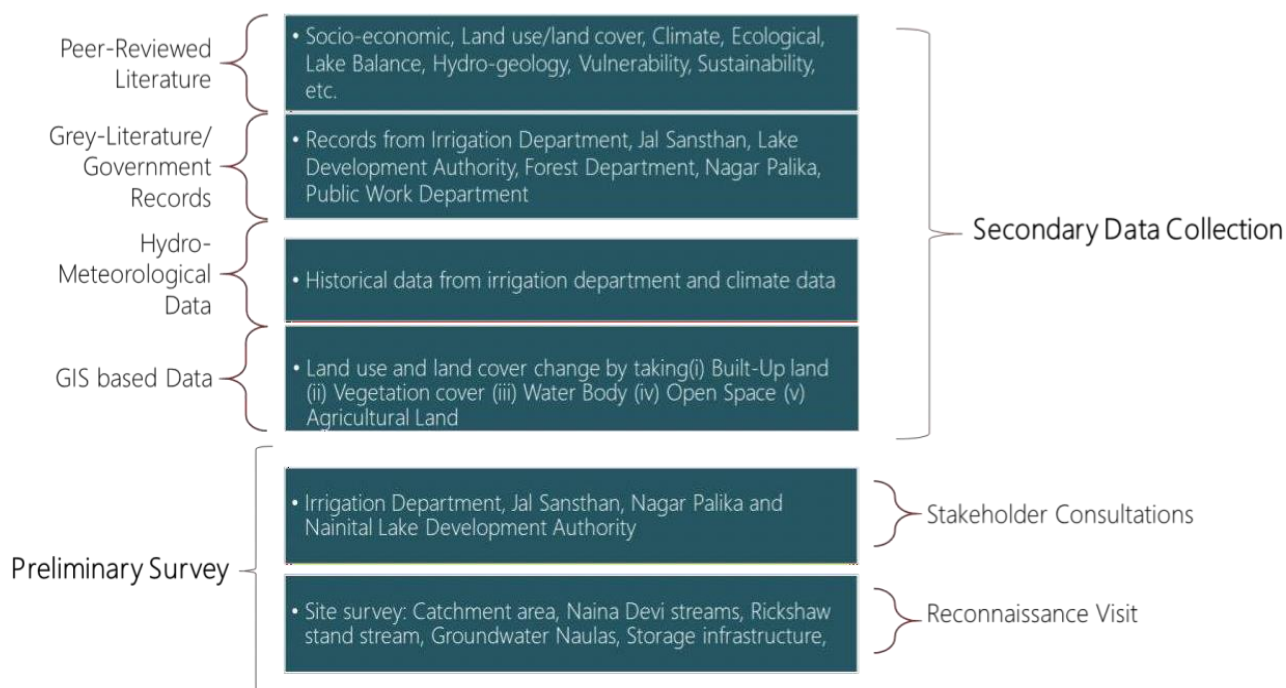 Peer-Reviewed
Literature
• Socio-economic, Land use/land cover, Climate, Ecological,
Lake Balance, Hydro-geology, Vulnerability, Sustainability,
etc.
Grey-Literature/
Government
Records
• Records from Irrigation Department, Jal Sansthan, Lake
Development Authority, Forest Department, Nagar Palika,
Public Work Department
Hydro-
Meteorological
Data
• Historical data from irrigation department and climate data
GIS based Data
• Land use and land cover change by taking(i) Built-Up land
(ii) Vegetation cover (iii) Water Body (iv) Open Space (v)
Agricultural Land
Secondary Data Collection
Preliminary Survey
• Irrigation Department, Jal Sansthan, Nagar Palika and
Nainital Lake Development Authority
Stakeholder Consultations
• Site survey: Catchment area, Naina Devi streams, Rickshaw
stand stream, Groundwater Naulas, Storage infrastructure,
Reconnaissance Visit